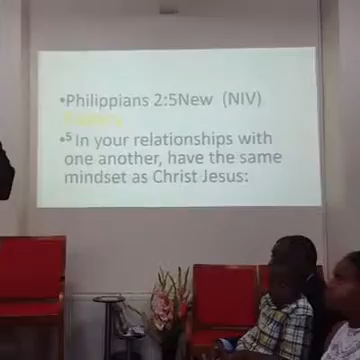 •Philippians 2:5New (NIV)
•5 In your relationships with
one another, have the same
mindset as Christ Jesus: